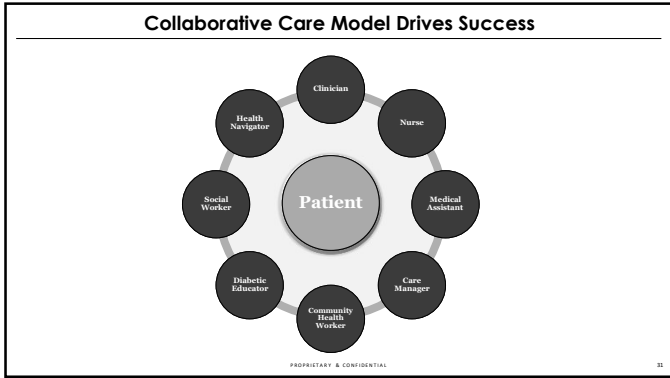 Collaborative Care Model Drives Success
Clinician
Health
Navigator
Nurse
Social
Worker
Patient
Medical
Assistant
Diabetic
Educator
Care
Manager
Community
Health
Worker
PROPRIETARY & CONFIDENTIAL
31